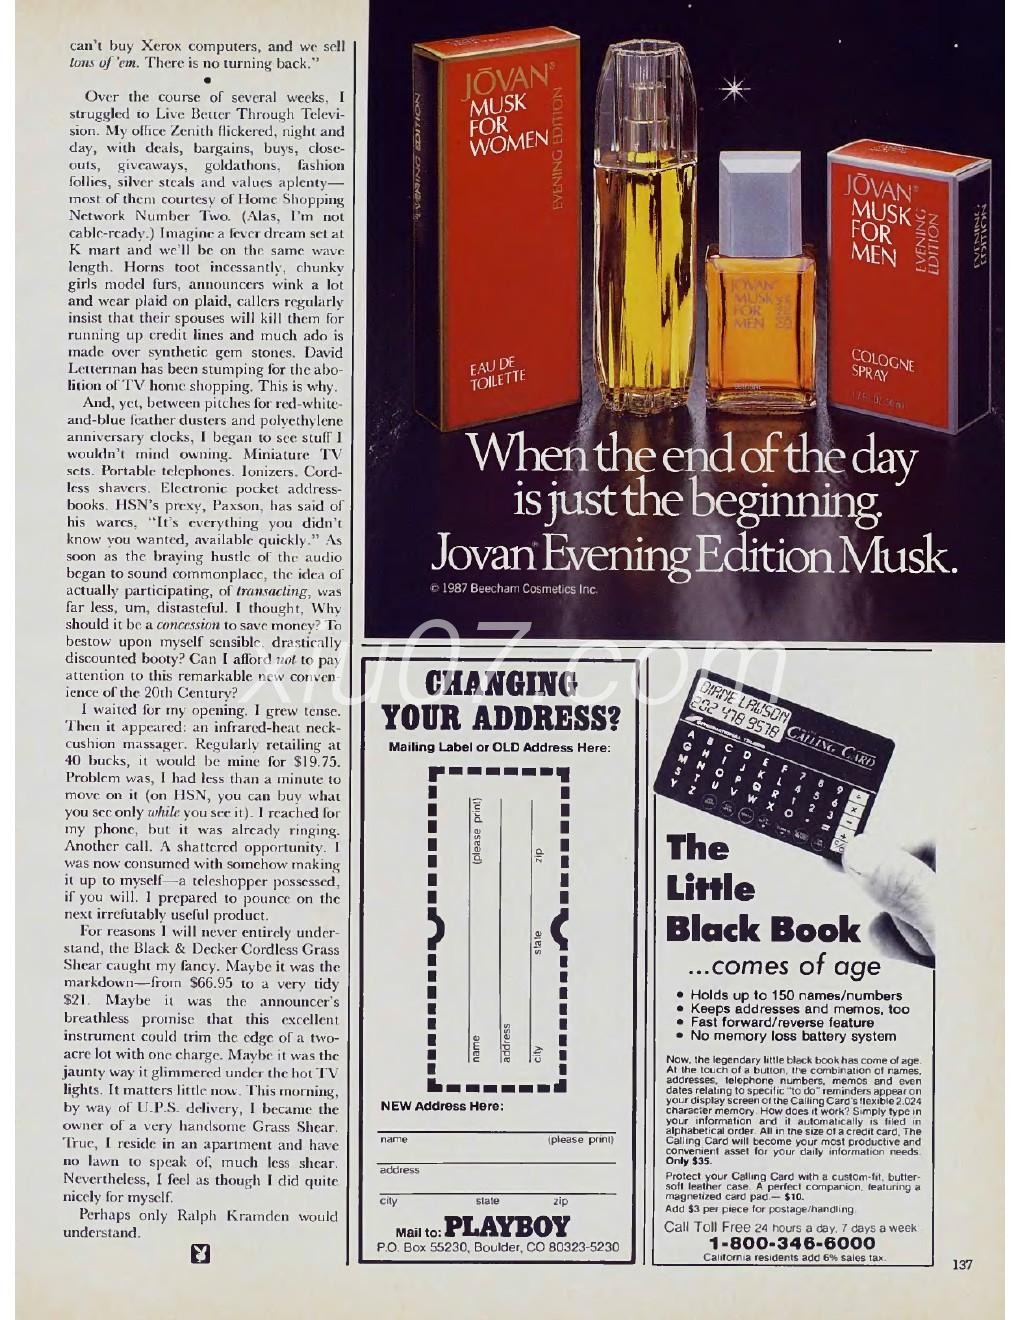 can't buy Xerox computers, and we sell
tons of 'em. There is no turning back."
•
Over the course of several weeks, I
struggled to Live Better Through Televi-
sion. My office Zenith flickered, night and
day, with deals, bargains, buys, close-
outs, giveaways, goldathons, fashion
follies, silver steals and values aplenty—
most of them courtesy of Home Shopping
Network Number Two. (Alas, I'm not
cable-ready.) Imagine a fever dream set at
K mart and we'll be on the same wave
length. Horns toot incessantly, chunky
girls model furs, announcers wink a lot
and wear plaid on plaid, callers regularly
insist that their spouses will kill them for
running up credit lines and much ado is
made over synthetic gem stones. David
Letterman has been stumping for the abo-
lition of TV home shopping. This is why.
And, yet, between pitches for red-white-
and-blue feather dusters and polyethylene
anniversary clocks, I began to see stuff I
wouldn't mind owning. Miniature TV
sets. Portable telephones. Ionizers. Cord-
less shavers. Electronic pocket address-
books. HSN's prexy, Paxson, has said of
his wares, "It's everything you didn't
know you wanted, available quickly." As
soon as the braying hustle of the audio
began to sound commonplace, the idea of
actually participating, of transacting, was
far less, um, distasteful. I thought, Why
should it be a concession to save money? To
bestow upon myself sensible, drastically
discounted booty? Can I afford not to pay
attention to this remarkable new conven-
ience of the 20th Century?
I waited for my opening. I grew tense.
Then it appeared: an infrared-heat neck-
cushion massager. Regularly retailing at
40 bucks, it would be mine for $19.75.
Problem was, I had less than a minute to
move on it (on HSN, you can buy what
you see only while you see it). I reached for
my phone, but it was already ringing.
Another call. A shattered opportunity. I
was now consumed with somehow making
it up to myself—a teleshopper possessed,
if you will. I prepared to pounce on the
next irrefutably useful product.
For reasons I will never entirely under-
stand, the Black & Decker Cordless Grass
Shear caught my fancy. Maybe it was the
markdown—from $66.95 to a very tidy
$21. Maybe it was the announcer's
breathless promise that this excellent
instrument could trim the edge of a two-
acre lot with one charge. Maybe it was the
jaunty way it glimmered under the hot TV
lights. It matters little now. This morning,
by way of U.P.S. delivery, I became the
owner of a very handsome Grass Shear.
True, I reside in an apartment and have
no lawn to speak of, much less shear.
Nevertheless, I feel as though I did quite
nicely for myself.
Perhaps only Ralph Kramden would
understand.
JŌVAN®
MUSK
FOR
WOMEN
EVENING EDITION
EAU DE
TOILETTE
JOVAN
MUSK
FOR
MEN
JŌVAN®
MUSK
FOR
MEN
EVENING
EDITION
EVENING
EDITION
COLOGNE
SPRAY
When the end of the day
is just the beginning.
Jovan Evening Edition Musk.
© 1987 Beecham Cosmetics Inc.
xiu07.com
CHANGING
YOUR ADDRESS?
Mailing Label or OLD Address Here:
name
(please print)
address
city
state
zip
NEW Address Here:
name (please print)
address
city state zip
Mail to: PLAYBOY
P.O. Box 55230, Boulder, CO 80323-5230
DIANE LAWSON
202 478 9578
CALLING CARD
A B C D E F 7 8 9 ÷
G H I J K L 4 5 6 ×
M N O P Q R 1 2 3 −
S T U V W X 0 . = +
Y Z
The
Little
Black Book
...comes of age
• Holds up to 150 names/numbers
• Keeps addresses and memos, too
• Fast forward/reverse feature
• No memory loss battery system
Now, the legendary little black book has come of age.
At the touch of a button, the combination of names,
addresses, telephone numbers, memos and even
dates relating to specific "to do" reminders appear on
your display screen of the Calling Card's flexible 2,024
character memory. How does it work? Simply type in
your information and it automatically is filed in
alphabetical order. All in the size of a credit card, The
Calling Card will become your most productive and
convenient asset for your daily information needs.
Only $35.
Protect your Calling Card with a custom-fit, butter-
soft leather case. A perfect companion, featuring a
magnetized card pad — $10.
Add $3 per piece for postage/handling.
Call Toll Free 24 hours a day, 7 days a week
1-800-346-6000
California residents add 6% sales tax.
137